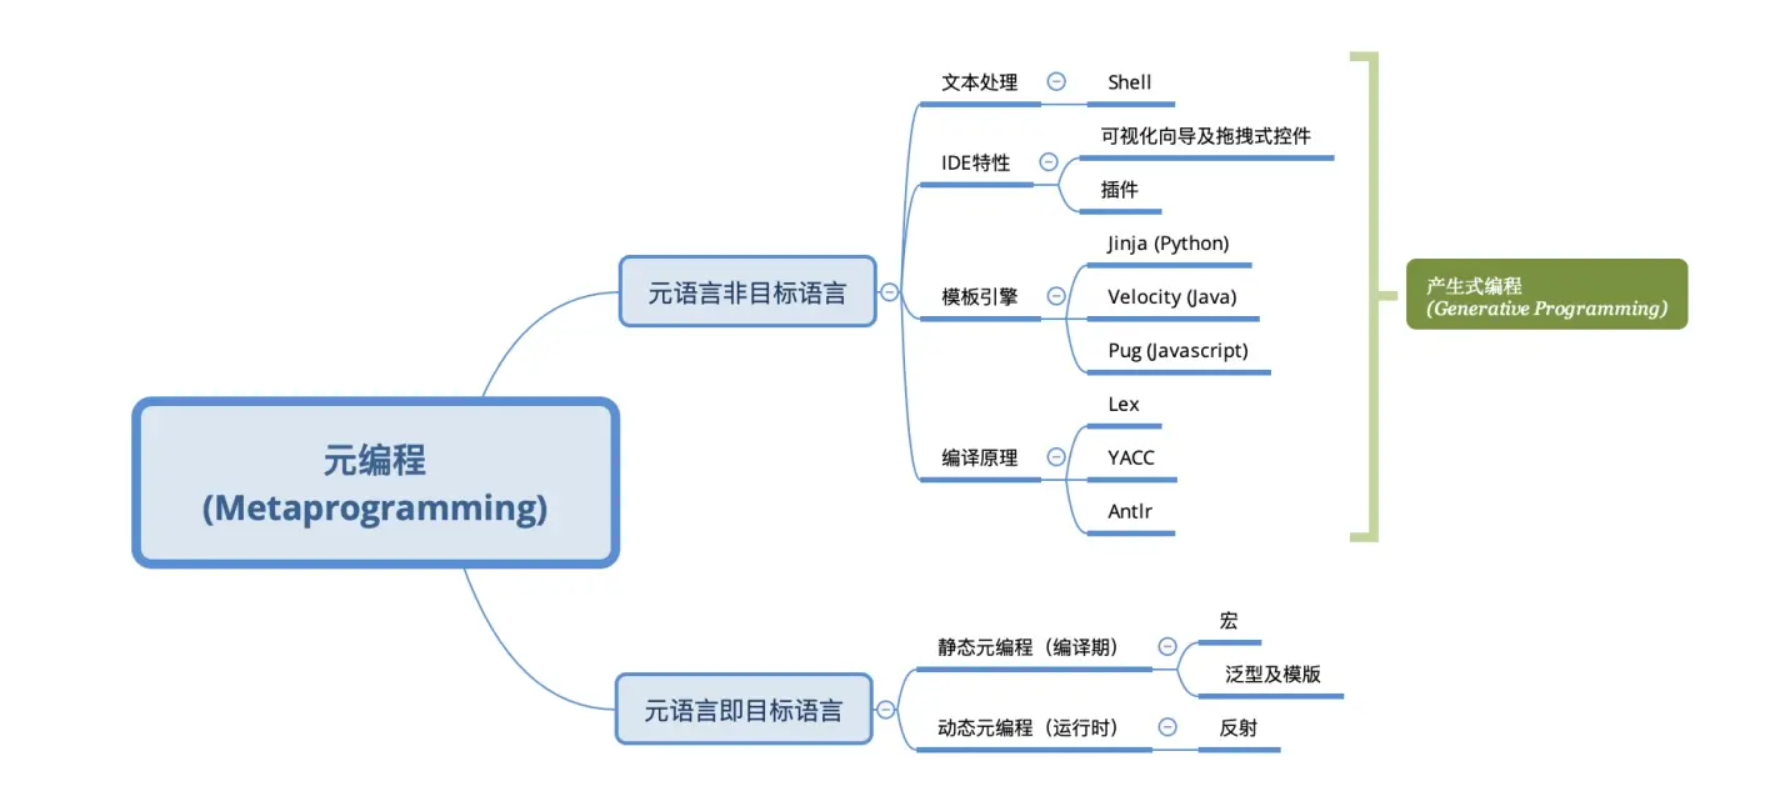 元编程
(Metaprogramming)
元语言非目标语言
文本处理
Shell
IDE特性
可视化向导及拖拽式控件
插件
模板引擎
Jinja (Python)
Velocity (Java)
Pug (Javascript)
编译原理
Lex
YACC
Antlr
产生式编程
(Generative Programming)
元语言即目标语言
静态元编程（编译期）
宏
泛型及模版
动态元编程（运行时）
反射